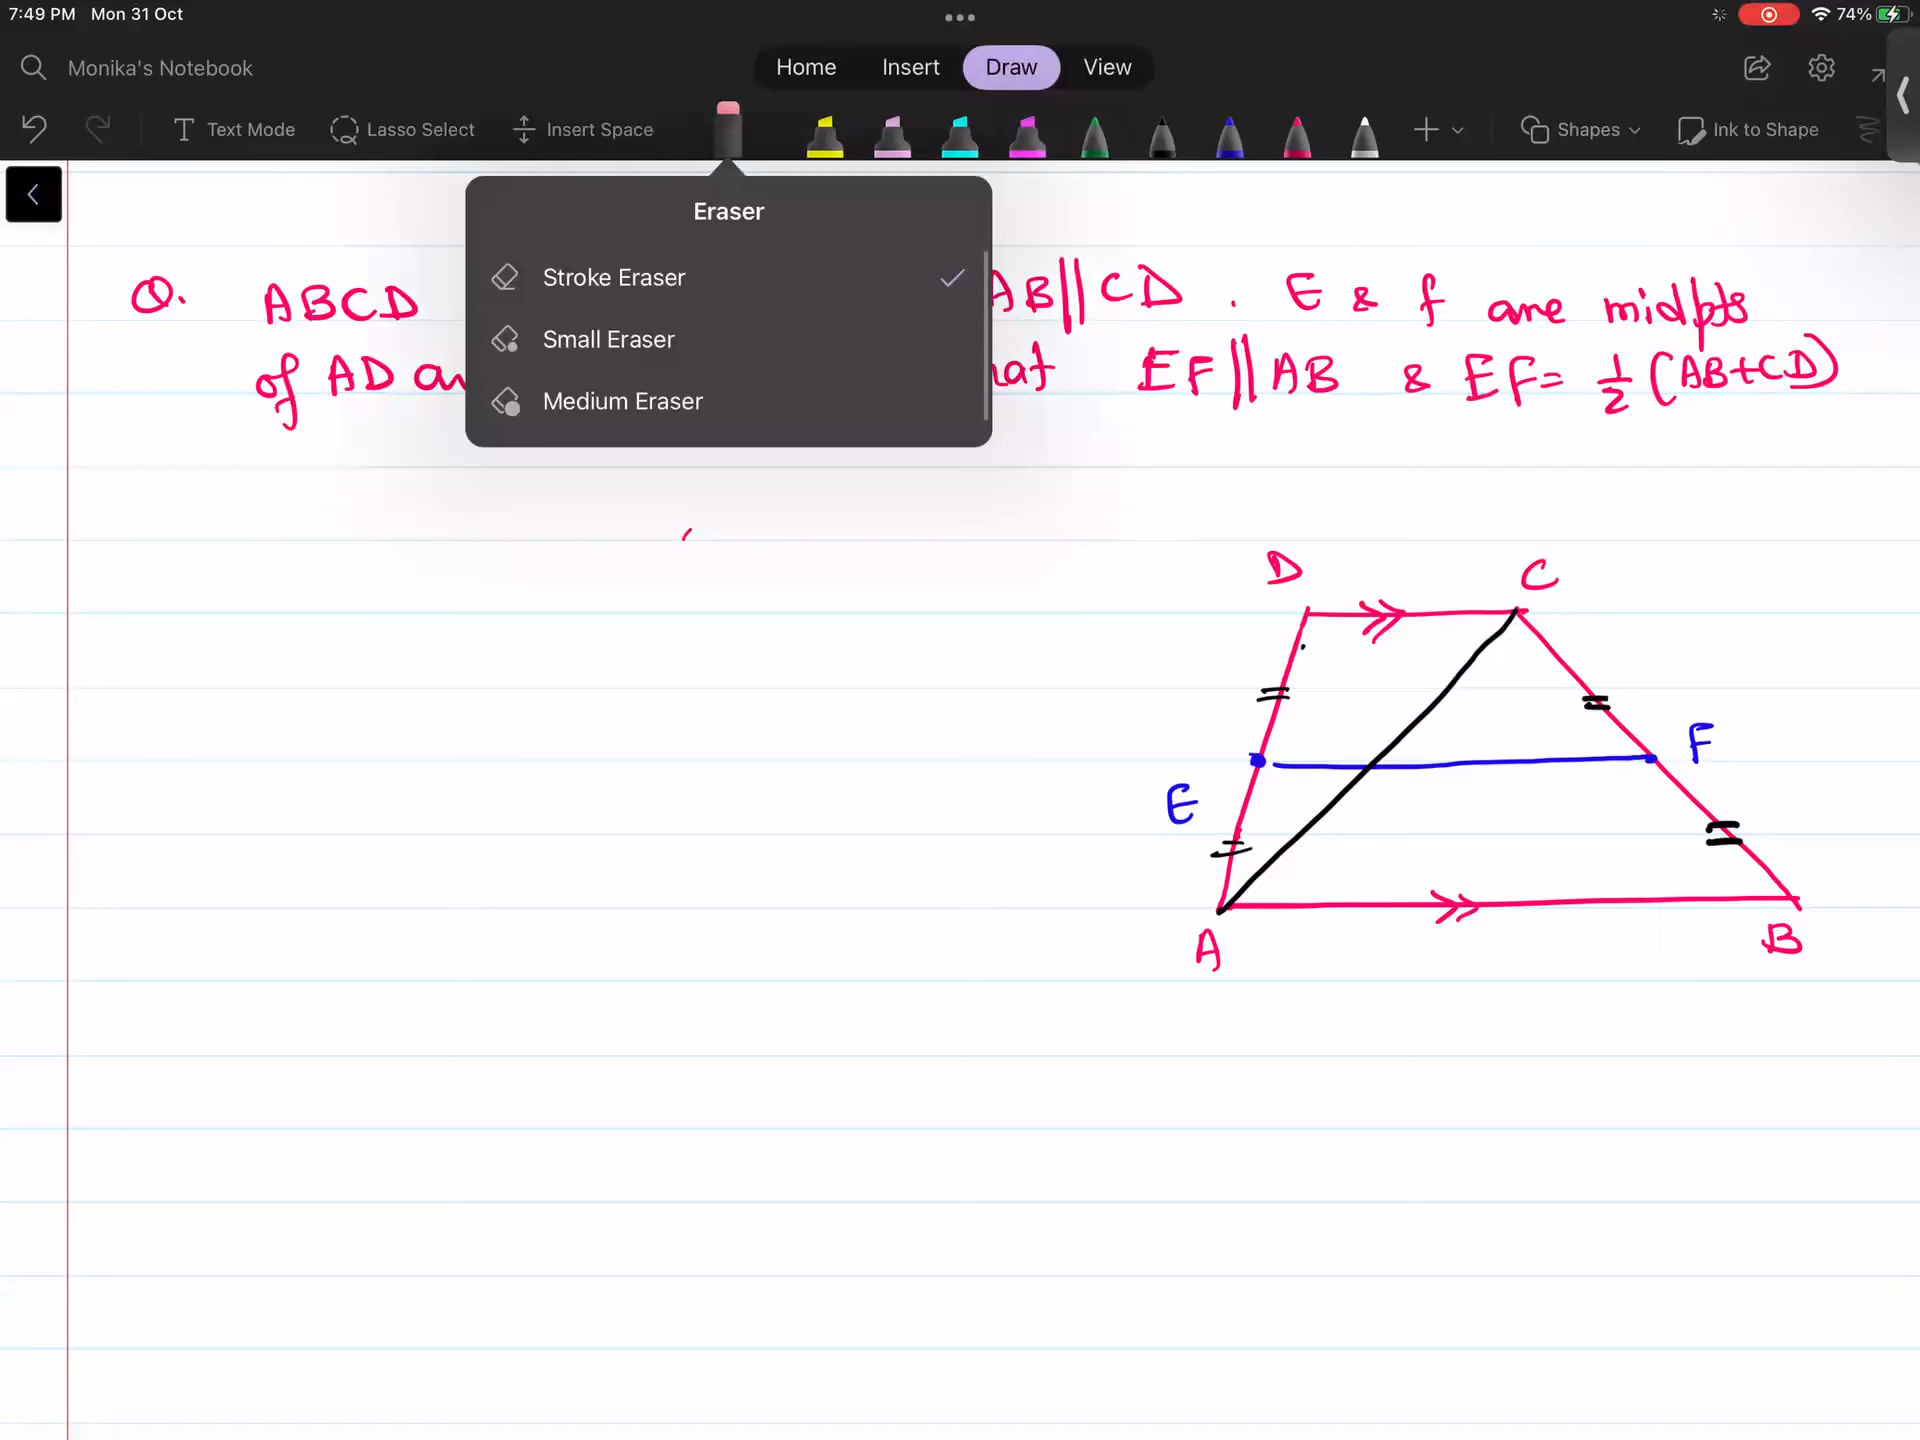 7:49 PM Mon 31 Oct
74%
Monika's Notebook
Home Insert Draw View
Text Mode Lasso Select Insert Space Shapes Ink to Shape
Eraser
Stroke Eraser
Small Eraser
Medium Eraser
Q. ABCD AB||CD . E & f are midpts
of AD EF||AB & EF= 1/2 (AB+CD)
D C
F
E
A B